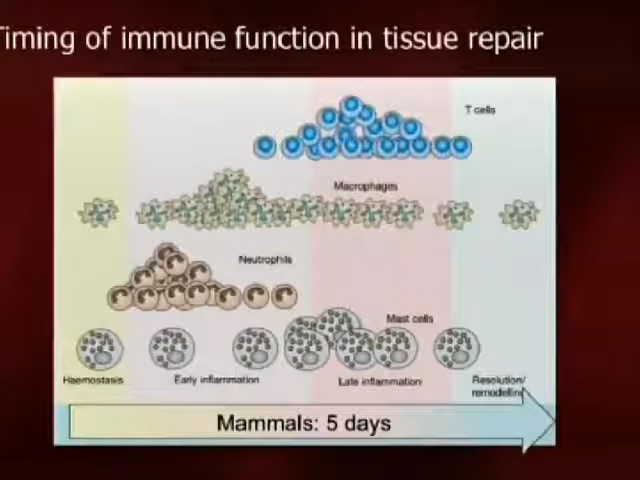 Timing of immune function in tissue repair
T cells
Macrophages
Neutrophils
Mast cells
Haemostasis
Early inflammation
Late inflammation
Resolution/
remodelling
Mammals: 5 days